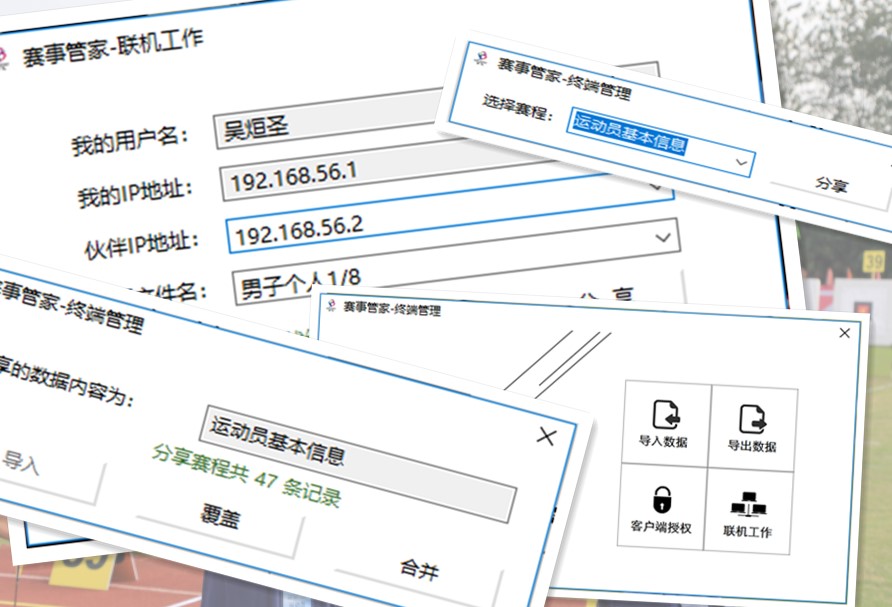 赛事管家-联机工作
我的用户名：
吴烜圣
我的IP地址：
192.168.56.1
伙伴IP地址：
192.168.56.2
文件名：
男子个人1/8
分享
赛事管家-终端管理
选择赛程：
运动员基本信息
分享
39
事管家-终端管理
享的数据内容为：
运动员基本信息
分享赛程共 47 条记录
导入
覆盖
合并
赛事管家-终端管理
导入数据
导出数据
客户端授权
联机工作